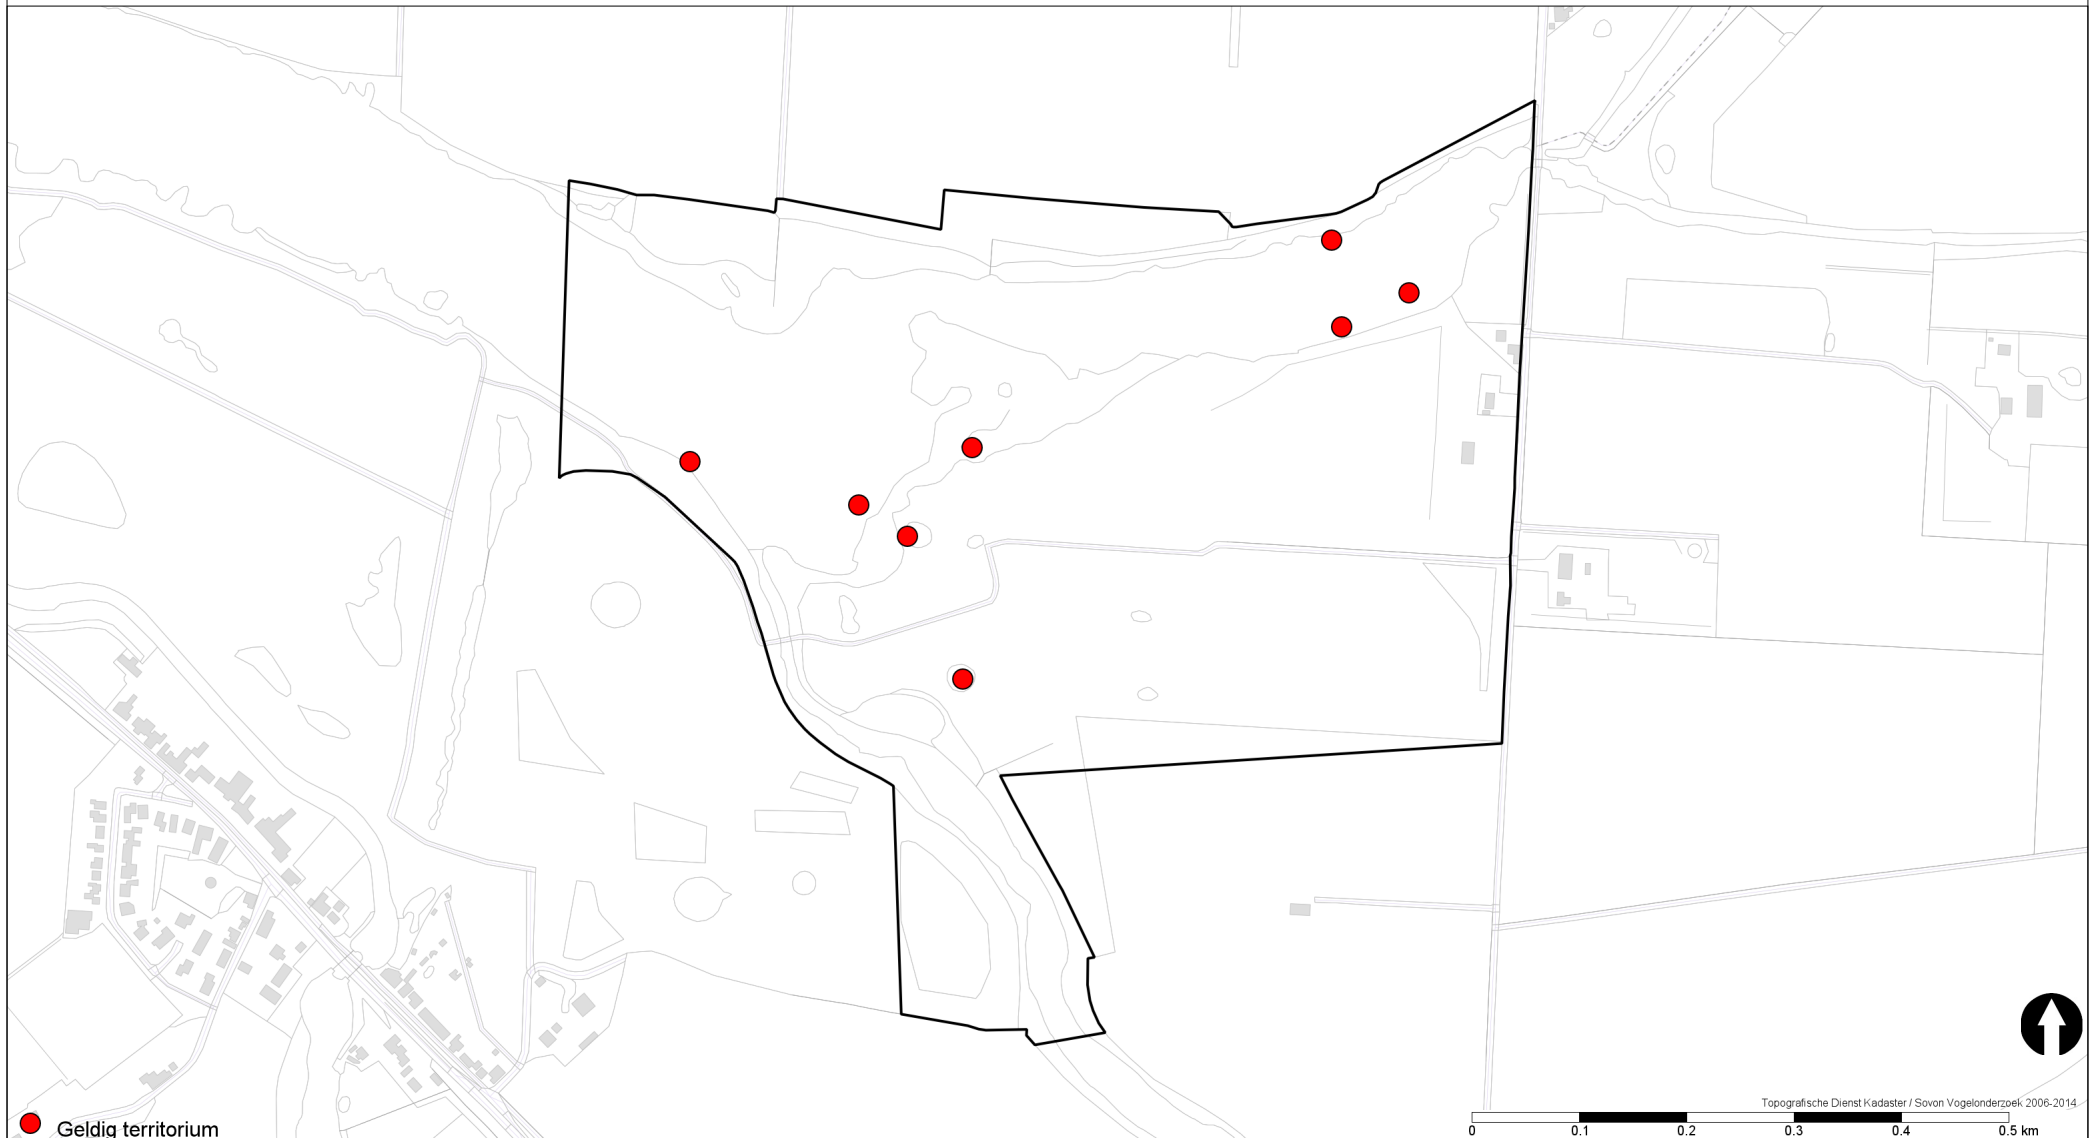 Topografische Dienst Kadaster / Sovon Vogelonderzoek 2006-2014
0 0.1 0.2 0.3 0.4 0.5 km
Geldig territorium